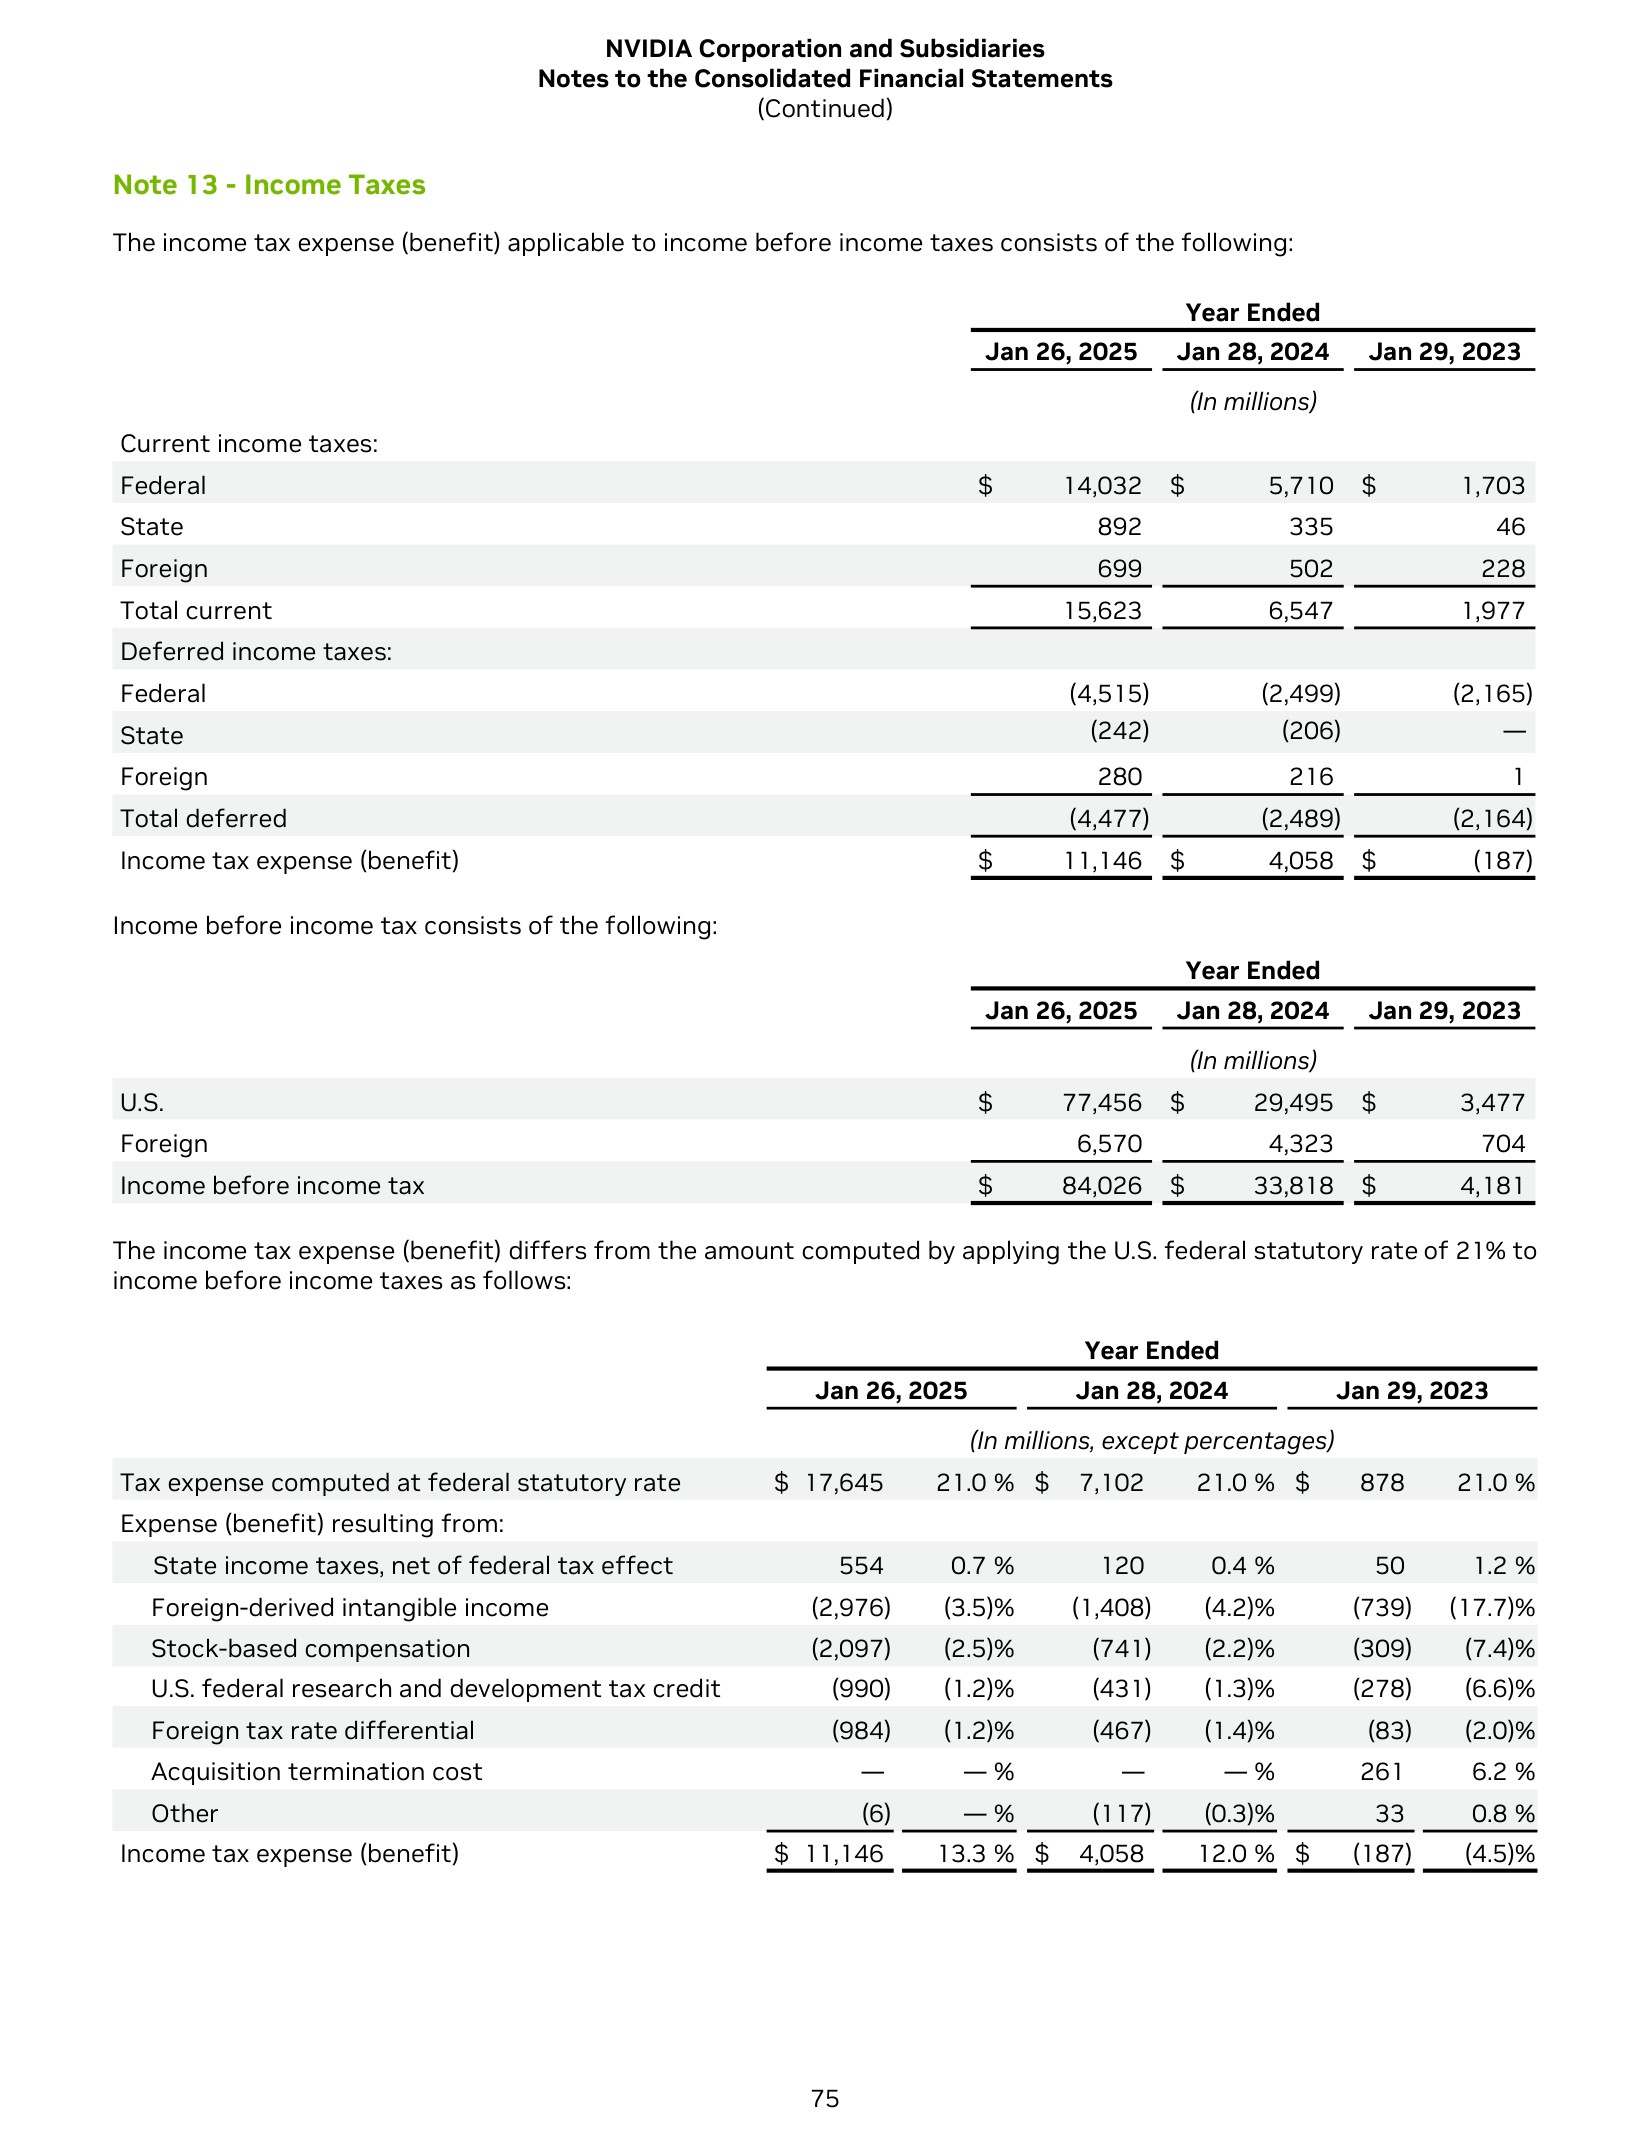 NVIDIA Corporation and Subsidiaries
Notes to the Consolidated Financial Statements
(Continued)
Note 13 - Income Taxes
The income tax expense (benefit) applicable to income before income taxes consists of the following:
Year Ended
Jan 26, 2025 Jan 28, 2024 Jan 29, 2023
(In millions)
Current income taxes:
Federal $ 14,032 $ 5,710 $ 1,703
State 892 335 46
Foreign 699 502 228
Total current 15,623 6,547 1,977
Deferred income taxes:
Federal (4,515) (2,499) (2,165)
State (242) (206) —
Foreign 280 216 1
Total deferred (4,477) (2,489) (2,164)
Income tax expense (benefit) $ 11,146 $ 4,058 $ (187)
Income before income tax consists of the following:
Year Ended
Jan 26, 2025 Jan 28, 2024 Jan 29, 2023
(In millions)
U.S. $ 77,456 $ 29,495 $ 3,477
Foreign 6,570 4,323 704
Income before income tax $ 84,026 $ 33,818 $ 4,181
The income tax expense (benefit) differs from the amount computed by applying the U.S. federal statutory rate of 21% to
income before income taxes as follows:
Year Ended
Jan 26, 2025 Jan 28, 2024 Jan 29, 2023
(In millions, except percentages)
Tax expense computed at federal statutory rate $ 17,645 21.0 % $ 7,102 21.0 % $ 878 21.0 %
Expense (benefit) resulting from:
State income taxes, net of federal tax effect 554 0.7 % 120 0.4 % 50 1.2 %
Foreign-derived intangible income (2,976) (3.5)% (1,408) (4.2)% (739) (17.7)%
Stock-based compensation (2,097) (2.5)% (741) (2.2)% (309) (7.4)%
U.S. federal research and development tax credit (990) (1.2)% (431) (1.3)% (278) (6.6)%
Foreign tax rate differential (984) (1.2)% (467) (1.4)% (83) (2.0)%
Acquisition termination cost — — % — — % 261 6.2 %
Other (6) — % (117) (0.3)% 33 0.8 %
Income tax expense (benefit) $ 11,146 13.3 % $ 4,058 12.0 % $ (187) (4.5)%
75